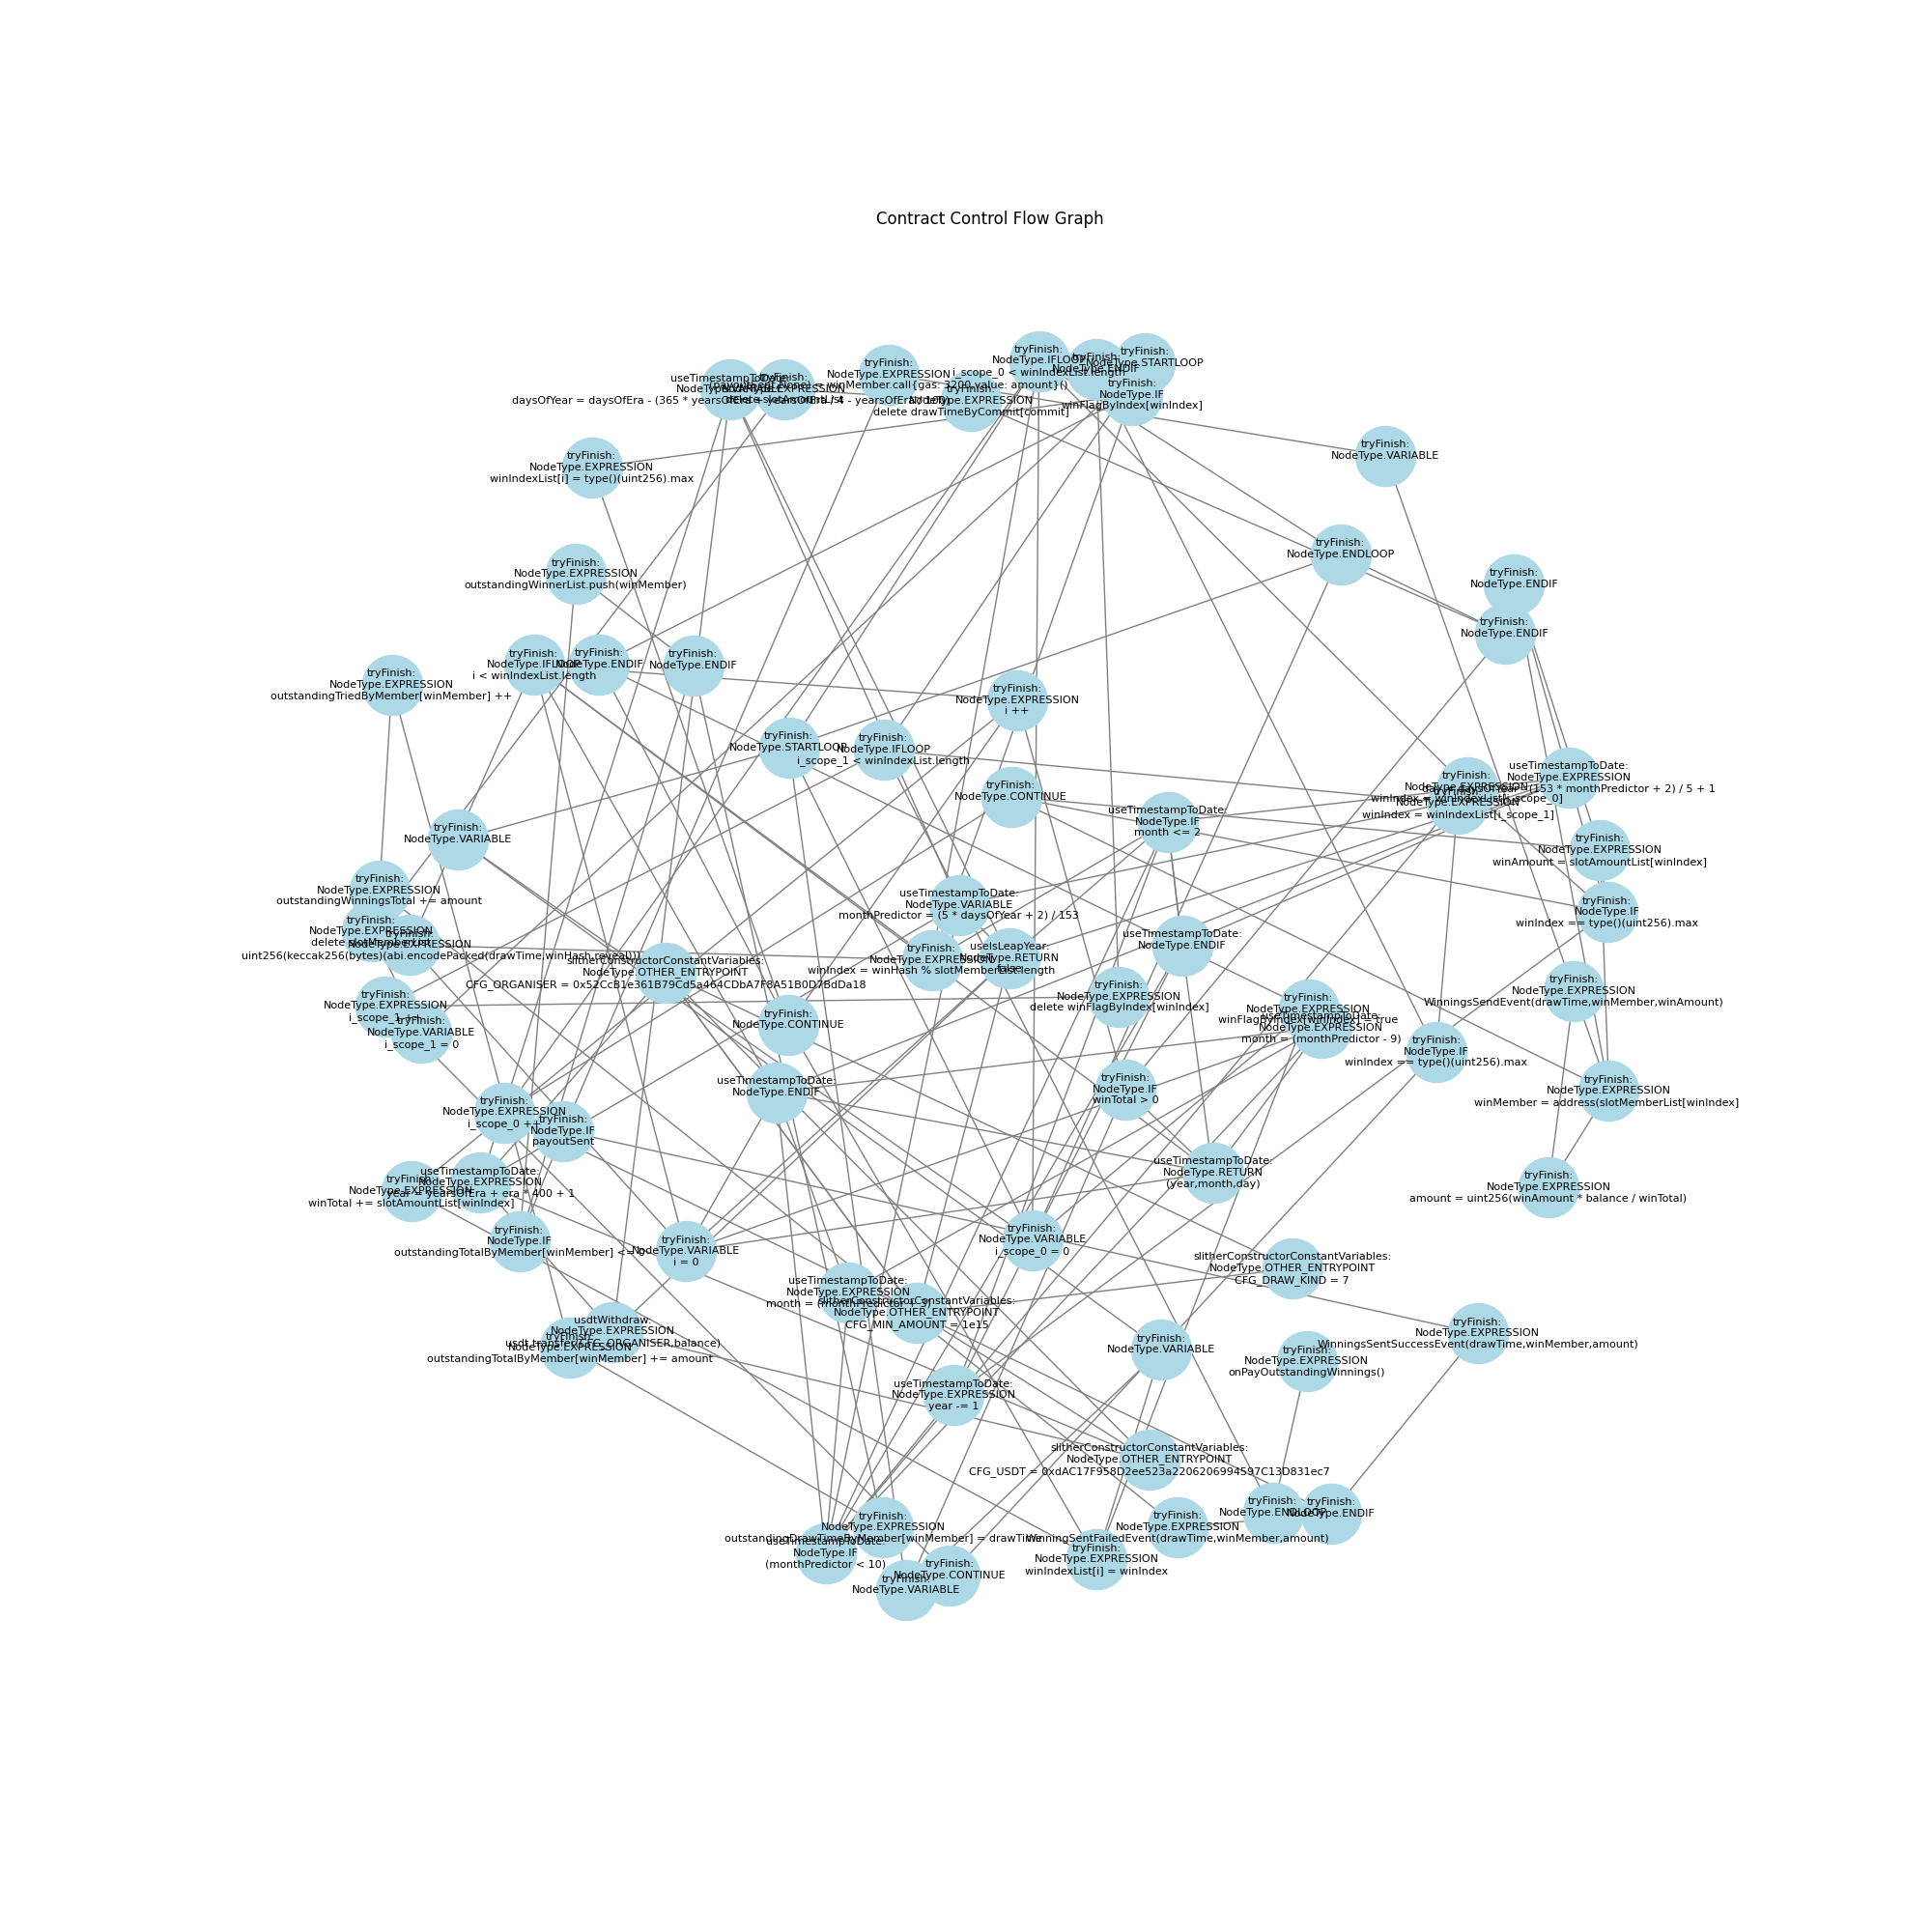 Contract Control Flow Graph
tryFinish:
NodeType.IFLOOP
i_scope_0 < winIndexList.length
tryFinish:
NodeType.ENDIF
tryFinish:
NodeType.STARTLOOP
tryFinish:
NodeType.IF
winFlagByIndex[winIndex]
tryFinish:
NodeType.EXPRESSION
winMember.call{gas: 3200,value: amount}()
useTimestampToDate:
NodeType.VARIABLE
daysOfYear = daysOfEra - (365 * yearsOfEra + yearsOfEra / 4 - yearsOfEra / 100)
tryFinish:
NodeType.EXPRESSION
delete slotAmountList
tryFinish:
NodeType.EXPRESSION
delete drawTimeByCommit[commit]
tryFinish:
NodeType.VARIABLE
tryFinish:
NodeType.EXPRESSION
winIndexList[i] = type()(uint256).max
tryFinish:
NodeType.ENDLOOP
tryFinish:
NodeType.EXPRESSION
outstandingWinnerList.push(winMember)
tryFinish:
NodeType.ENDIF
tryFinish:
NodeType.ENDIF
tryFinish:
NodeType.IFLOOP
i < winIndexList.length
tryFinish:
NodeType.ENDIF
tryFinish:
NodeType.ENDIF
tryFinish:
NodeType.EXPRESSION
outstandingTriedByMember[winMember] ++
tryFinish:
NodeType.EXPRESSION
i ++
tryFinish:
NodeType.STARTLOOP
tryFinish:
NodeType.IFLOOP
i_scope_1 < winIndexList.length
tryFinish:
NodeType.CONTINUE
tryFinish:
NodeType.EXPRESSION
winIndex = winIndexList[i_scope_0]
useTimestampToDate:
NodeType.EXPRESSION
day = daysOfYear - (153 * monthPredictor + 2) / 5 + 1
tryFinish:
NodeType.EXPRESSION
winIndex = winIndexList[i_scope_1]
useTimestampToDate:
NodeType.IF
month <= 2
tryFinish:
NodeType.VARIABLE
tryFinish:
NodeType.EXPRESSION
winAmount = slotAmountList[winIndex]
tryFinish:
NodeType.EXPRESSION
outstandingWinningsTotal += amount
useTimestampToDate:
NodeType.VARIABLE
monthPredictor = (5 * daysOfYear + 2) / 153
tryFinish:
NodeType.IF
winIndex == type()(uint256).max
tryFinish:
NodeType.EXPRESSION
delete slotMemberList
tryFinish:
NodeType.EXPRESSION
uint256(keccak256(bytes)(abi.encodePacked(drawTime,winHash,reveal)))
useTimestampToDate:
NodeType.ENDIF
tryFinish:
NodeType.EXPRESSION
winIndex = winHash % slotMemberList.length
useIsLeapYear:
NodeType.RETURN
false
slitherConstructorConstantVariables:
NodeType.OTHER_ENTRYPOINT
CFG_ORGANISER = 0x52CcB1e361B79Cd5a464CDbA7F8A51B0D7BdDa18
tryFinish:
NodeType.EXPRESSION
delete winFlagByIndex[winIndex]
tryFinish:
NodeType.EXPRESSION
WinningsSendEvent(drawTime,winMember,winAmount)
tryFinish:
NodeType.EXPRESSION
i_scope_1 ++
tryFinish:
NodeType.VARIABLE
i_scope_1 = 0
tryFinish:
NodeType.EXPRESSION
winFlagByIndex[winIndex] = true
useTimestampToDate:
NodeType.EXPRESSION
month = (monthPredictor - 9)
tryFinish:
NodeType.CONTINUE
tryFinish:
NodeType.IF
winIndex == type()(uint256).max
useTimestampToDate:
NodeType.ENDIF
tryFinish:
NodeType.IF
winTotal > 0
tryFinish:
NodeType.EXPRESSION
winMember = address(slotMemberList[winIndex]
tryFinish:
NodeType.EXPRESSION
i_scope_0 ++
tryFinish:
NodeType.IF
payoutSent
useTimestampToDate:
NodeType.RETURN
(year,month,day)
useTimestampToDate:
NodeType.EXPRESSION
year = yearsOfEra + era * 400 + 1
tryFinish:
NodeType.EXPRESSION
winTotal += slotAmountList[winIndex]
tryFinish:
NodeType.EXPRESSION
amount = uint256(winAmount * balance / winTotal)
tryFinish:
NodeType.IF
outstandingTotalByMember[winMember] <= 0
tryFinish:
NodeType.VARIABLE
i = 0
tryFinish:
NodeType.VARIABLE
i_scope_0 = 0
slitherConstructorConstantVariables:
NodeType.OTHER_ENTRYPOINT
CFG_DRAW_KIND = 7
useTimestampToDate:
NodeType.EXPRESSION
month = (monthPredictor + 3)
slitherConstructorConstantVariables:
NodeType.OTHER_ENTRYPOINT
CFG_MIN_AMOUNT = 1e15
usdtWithdraw:
NodeType.EXPRESSION
usdt.transfer(CFG_ORGANISER,balance)
tryFinish:
NodeType.EXPRESSION
outstandingTotalByMember[winMember] += amount
tryFinish:
NodeType.VARIABLE
tryFinish:
NodeType.EXPRESSION
onPayOutstandingWinnings()
tryFinish:
NodeType.EXPRESSION
WinningsSentSuccessEvent(drawTime,winMember,amount)
useTimestampToDate:
NodeType.EXPRESSION
year -= 1
slitherConstructorConstantVariables:
NodeType.OTHER_ENTRYPOINT
CFG_USDT = 0xdAC17F958D2ee523a2206206994597C13D831ec7
tryFinish:
NodeType.EXPRESSION
outstandingDrawTimeByMember[winMember] = drawTime
tryFinish:
NodeType.EXPRESSION
WinningSentFailedEvent(drawTime,winMember,amount)
tryFinish:
NodeType.ENDLOOP
tryFinish:
NodeType.ENDIF
useTimestampToDate:
NodeType.IF
(monthPredictor < 10)
tryFinish:
NodeType.EXPRESSION
winIndexList[i] = winIndex
tryFinish:
NodeType.CONTINUE
tryFinish:
NodeType.VARIABLE